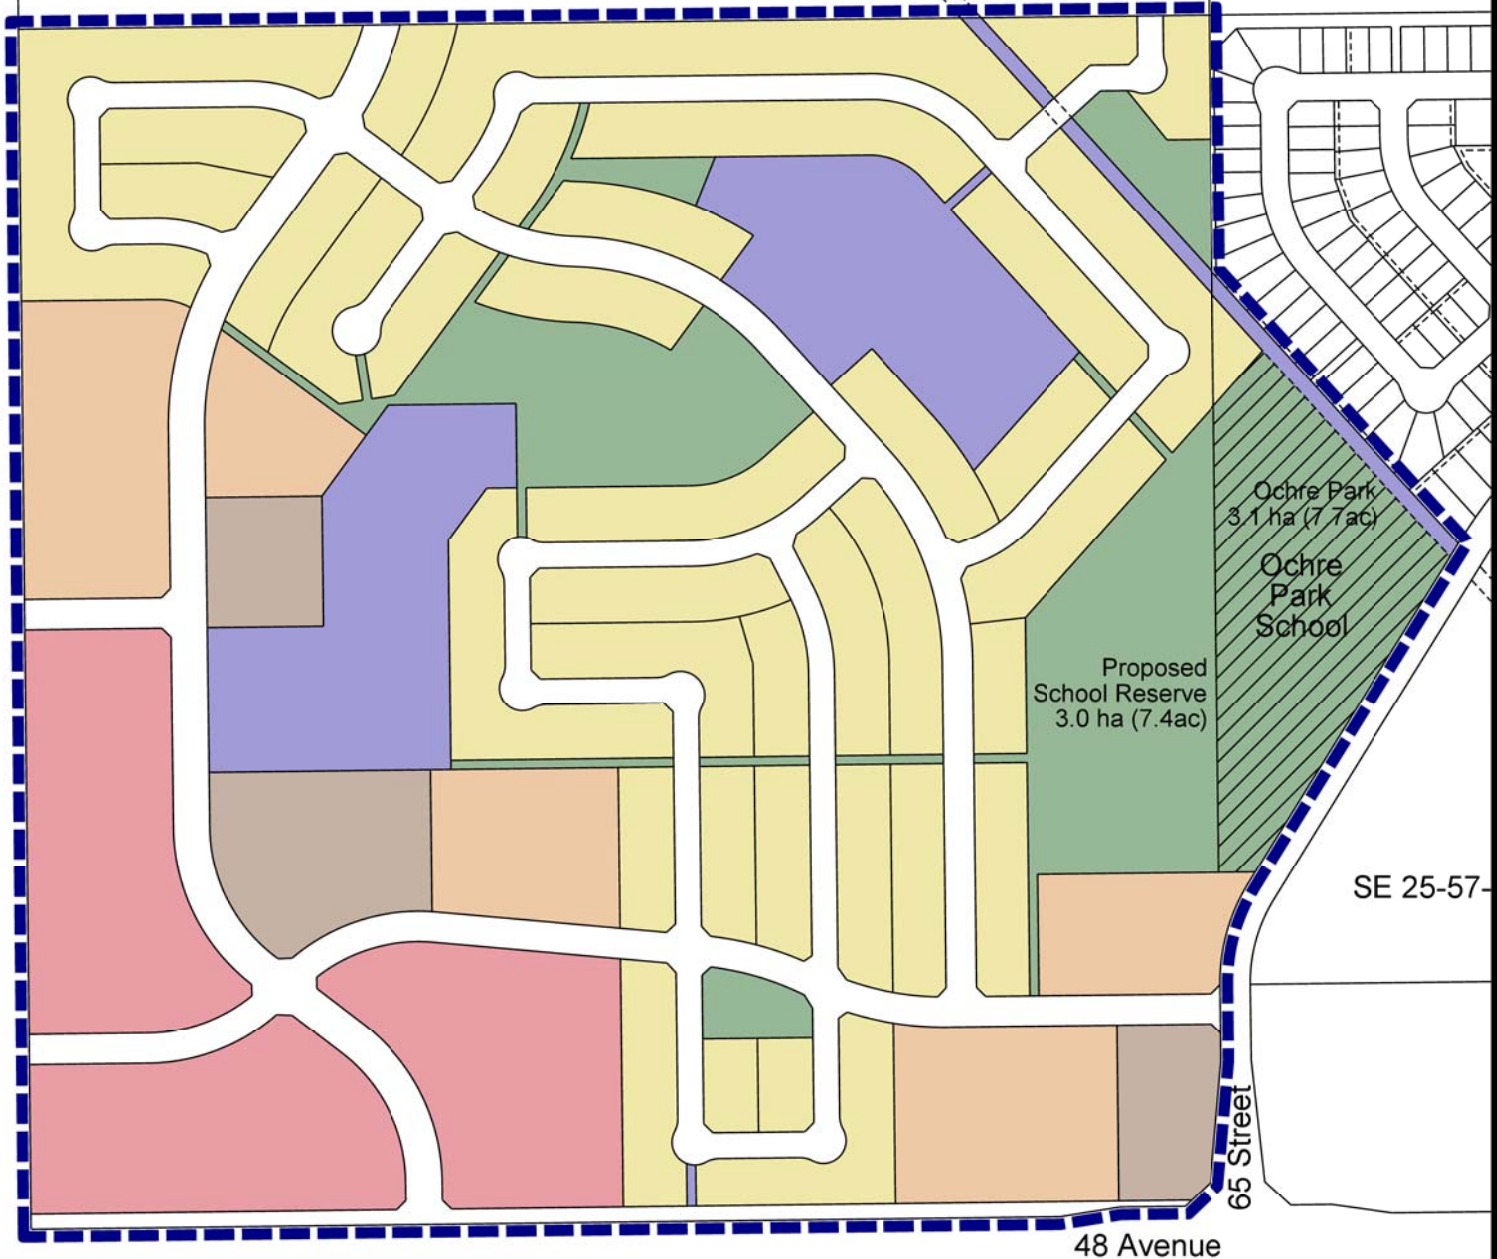 Ochre Park
3.1 ha (7.7ac)
Ochre
Park
School
Proposed
School Reserve
3.0 ha (7.4ac)
SE 25-57-
65 Street
48 Avenue